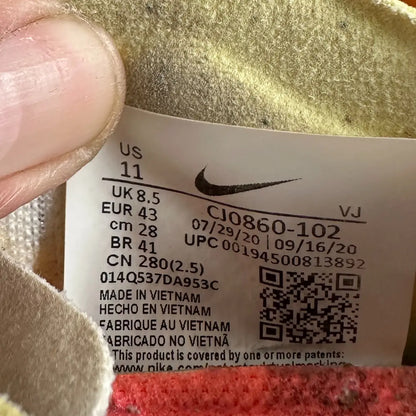 US
11
UK 8.5
EUR 43
cm 28
BR 41
CN 280(2.5)
CJ0860-102 VJ
07/29/20 | 09/16/20
UPC 00194500813892
014Q537DA953C
MADE IN VIETNAM
HECHO EN VIETNAM
FABRIQUE AU VIETNAM
FABRICADO NO VIETNÃ
This product is covered by one or more